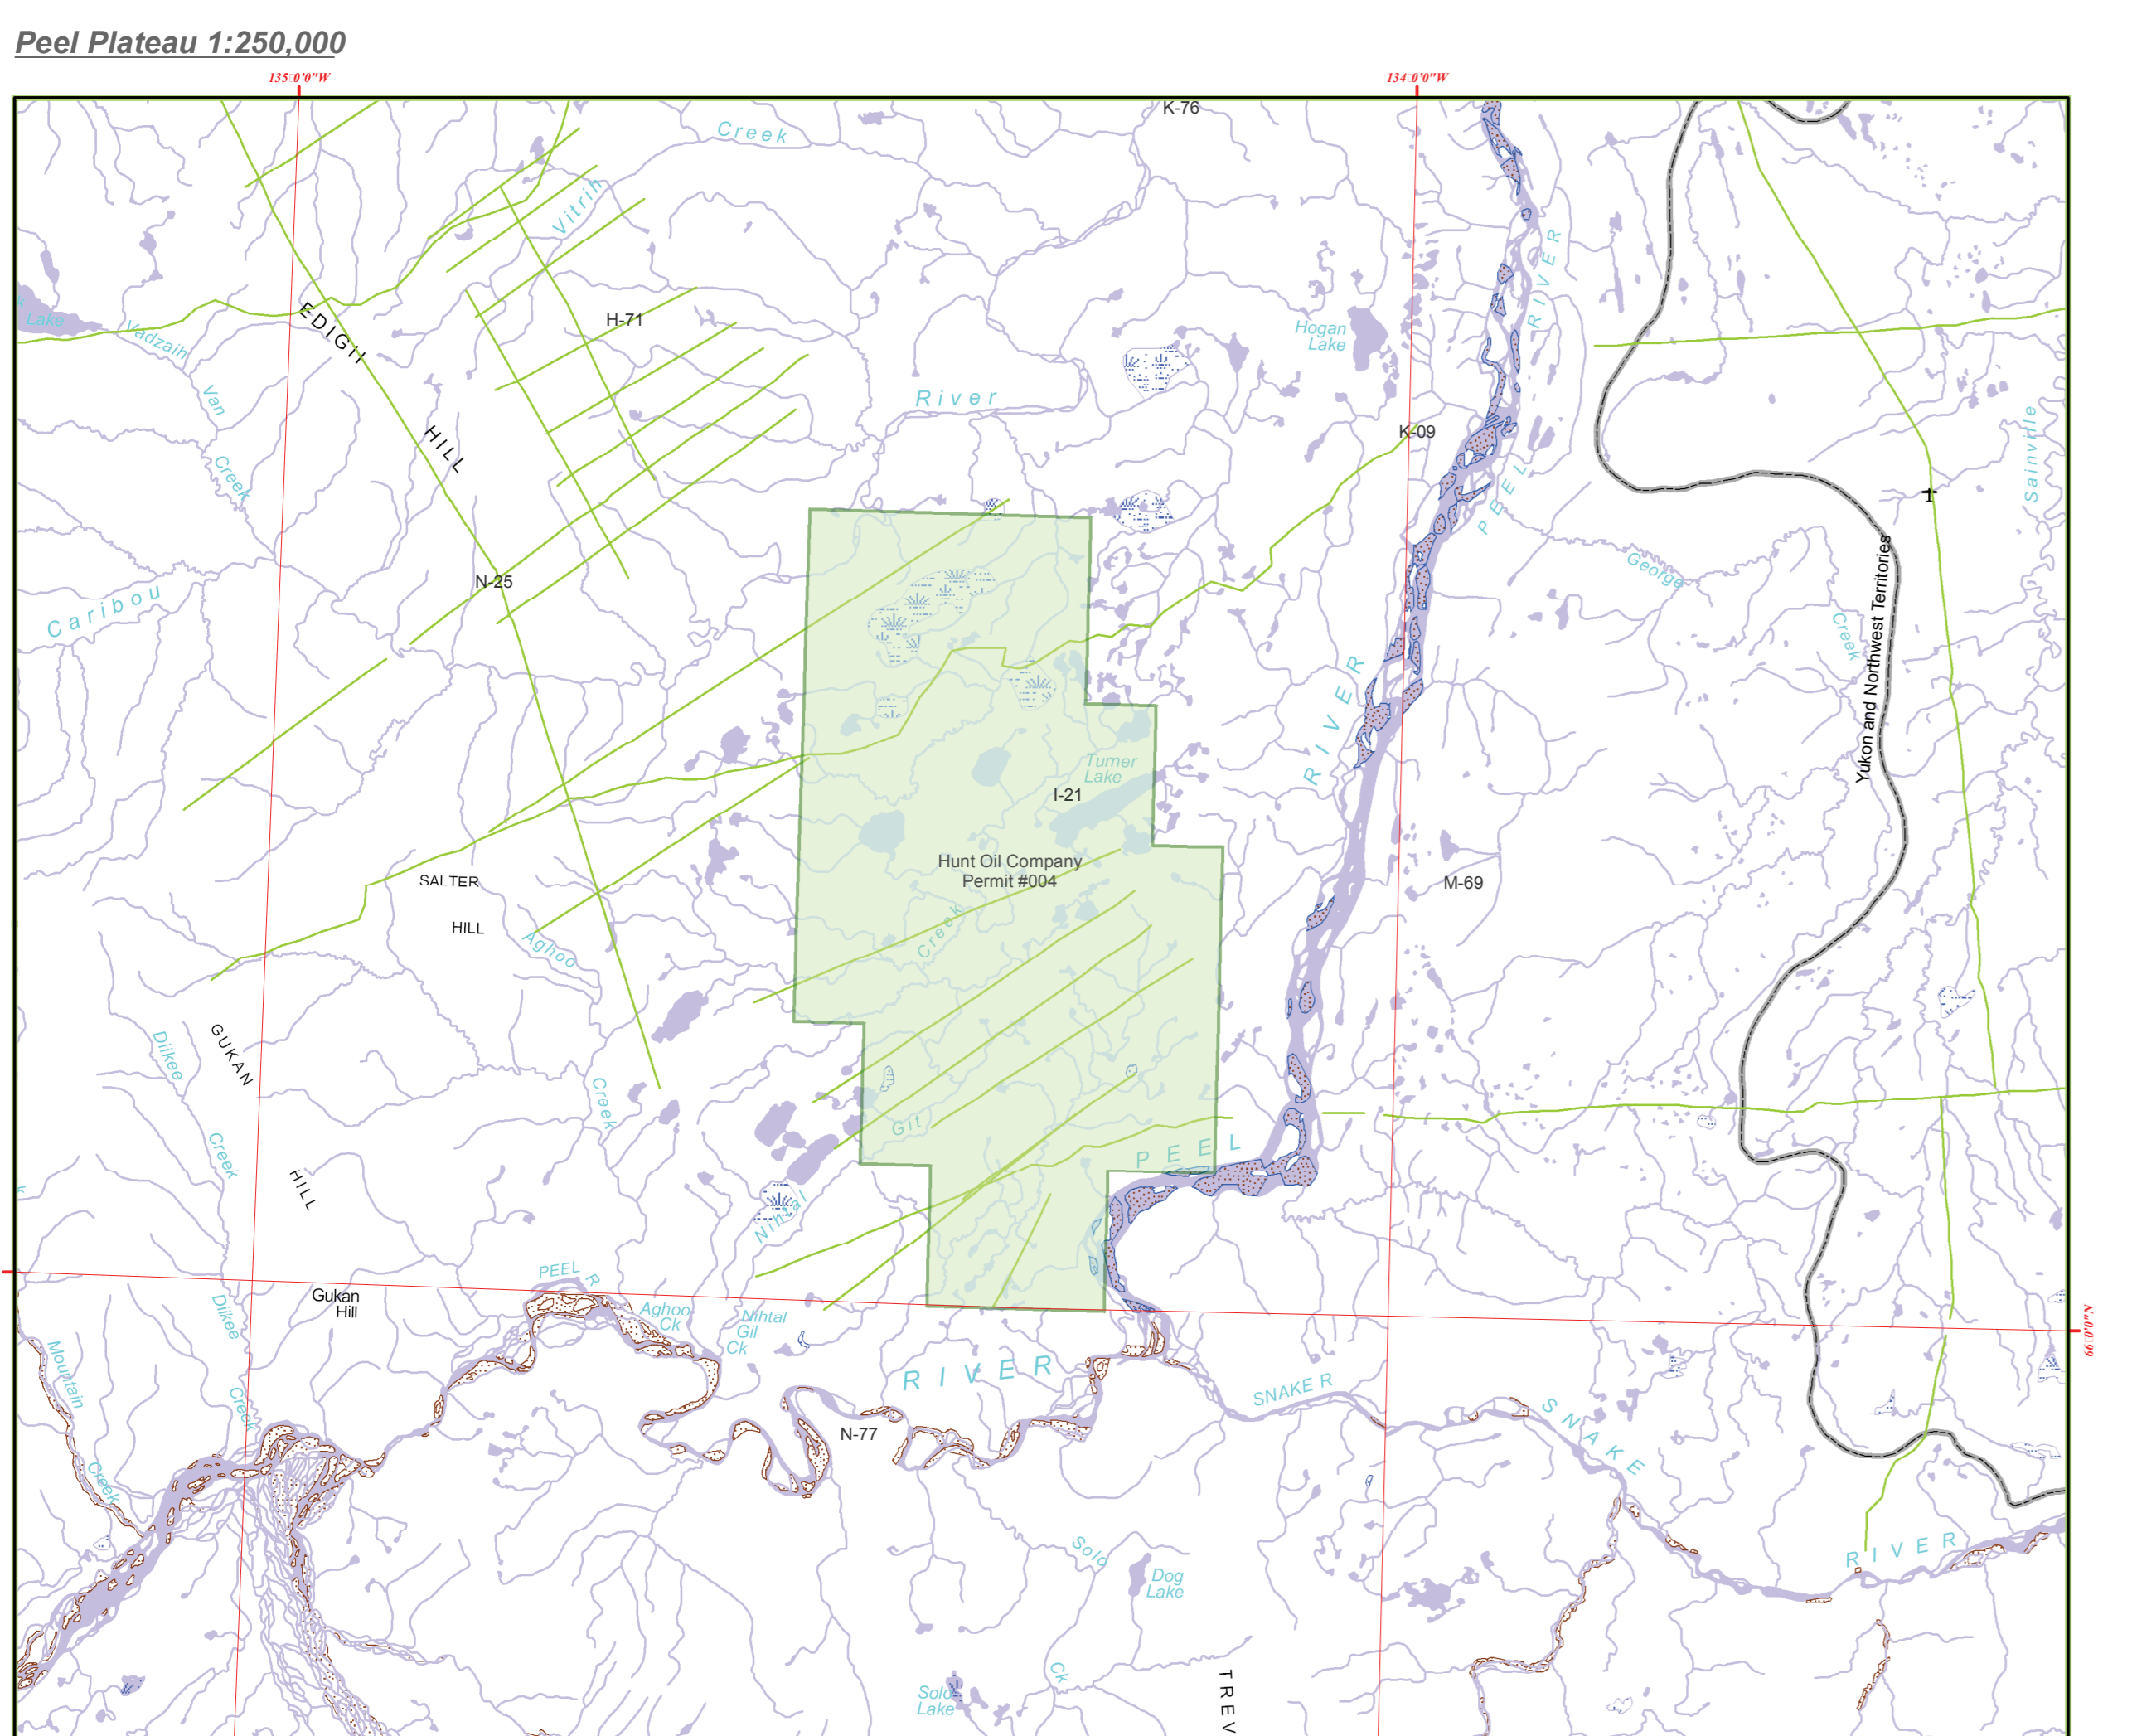 Peel Plateau 1:250,000
135°0'0"W
134°0'0"W
K-76
Creek
Vitrih
RIVER
Lake
Vadzaih
Van
Creek
EDIGII
HILL
H-71
Hogan
Lake
River
K-09
PEEL
Sainville
N-25
Caribou
George
Creek
Yukon and Northwest Territories
RIVER
Turner
Lake
I-21
Hunt Oil Company
Permit #004
SALTER
HILL
M-69
Aghoo
Creek
Creek
GUKAN
HILL
Diikee
Creek
Git
PEEL
Nihtal
PEEL R
Gukan
Hill
Diikee
Creek
Aghoo
Ck
Nihtal
Gil
Ck
66°0'0"N
Mountain
Creek
RIVER
SNAKE R
SNAKE
N-77
RIVER
Solo
Dog
Lake
Ck
Solo
Lake
TREV